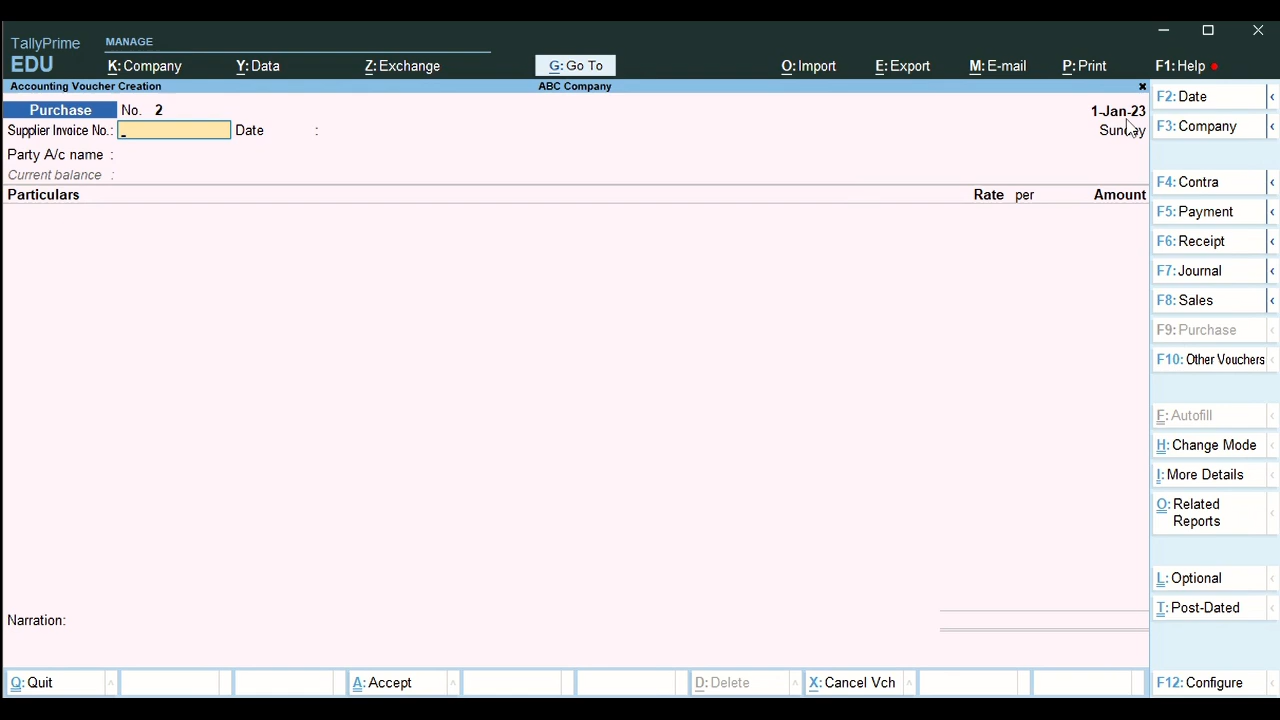 TallyPrime
EDU
MANAGE
K: Company Y: Data Z: Exchange G: Go To O: Import E: Export M: E-mail P: Print F1: Help
Accounting Voucher Creation ABC Company
Purchase No. 2 1-Jan-23
Supplier Invoice No.: Date : Sunday
Party A/c name :
Current balance :
Particulars Rate per Amount
Narration:
F2: Date
F3: Company
F4: Contra
F5: Payment
F6: Receipt
F7: Journal
F8: Sales
F9: Purchase
F10: Other Vouchers
F: Autofill
H: Change Mode
I: More Details
O: Related
Reports
L: Optional
T: Post-Dated
Q: Quit A: Accept D: Delete X: Cancel Vch F12: Configure